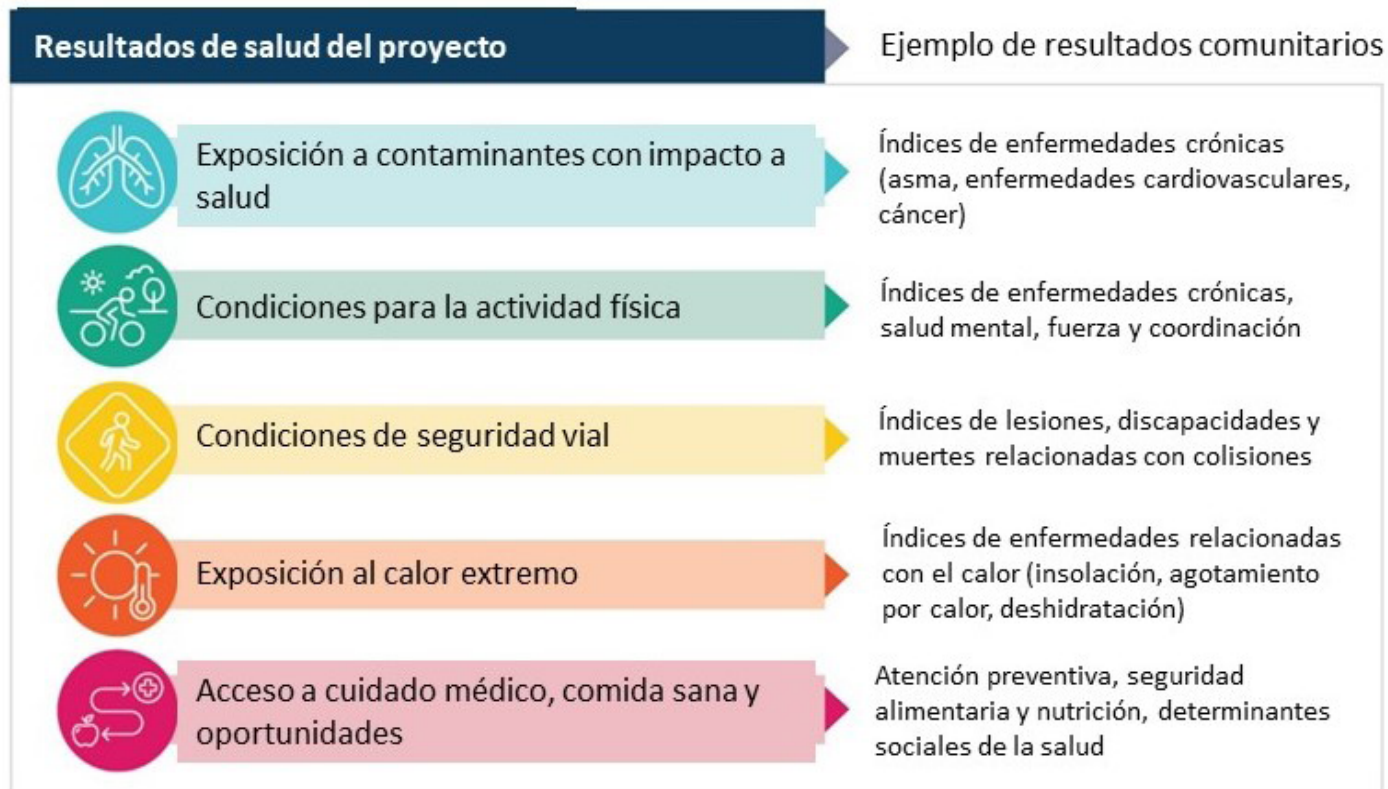 Resultados de salud del proyecto
Ejemplo de resultados comunitarios
Exposición a contaminantes con impacto a
salud
Índices de enfermedades crónicas
(asma, enfermedades cardiovasculares,
cáncer)
Condiciones para la actividad física
Índices de enfermedades crónicas,
salud mental, fuerza y coordinación
Condiciones de seguridad vial
Índices de lesiones, discapacidades y
muertes relacionadas con colisiones
Exposición al calor extremo
Índices de enfermedades relacionadas
con el calor (insolación, agotamiento
por calor, deshidratación)
Acceso a cuidado médico, comida sana y
oportunidades
Atención preventiva, seguridad
alimentaria y nutrición, determinantes
sociales de la salud